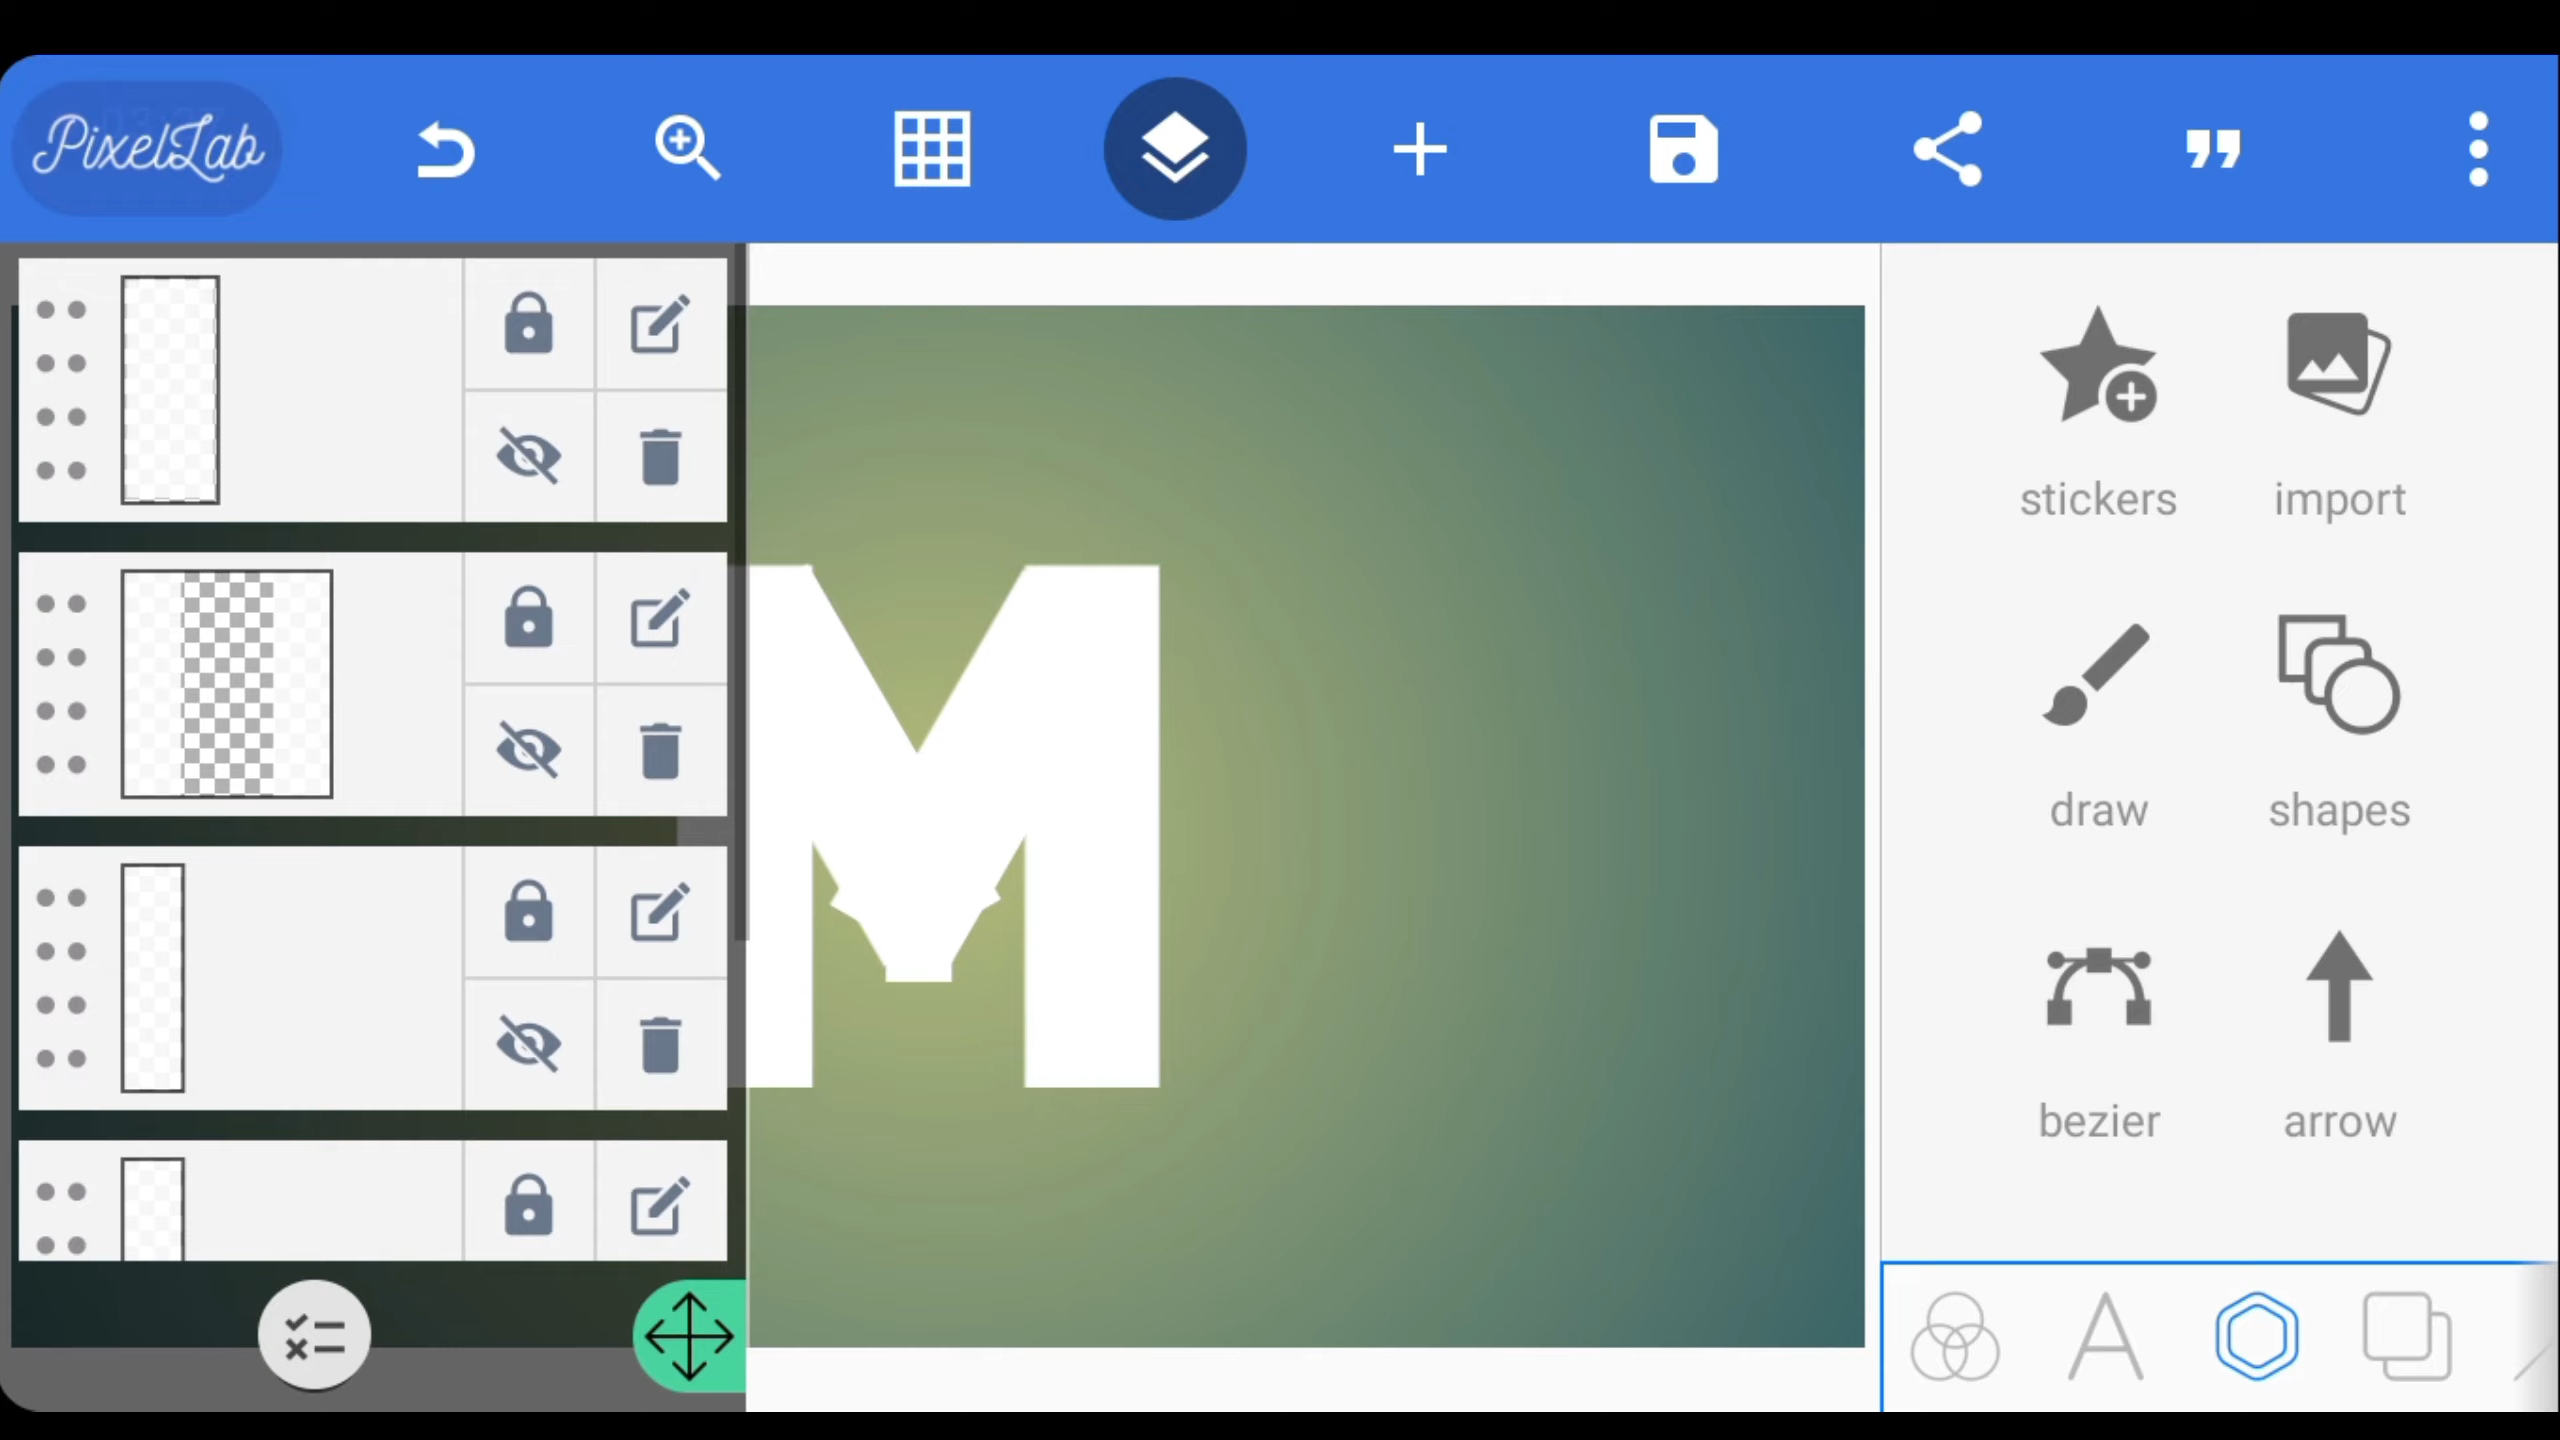 PixelLab
stickers
import
draw
shapes
bezier
arrow
M